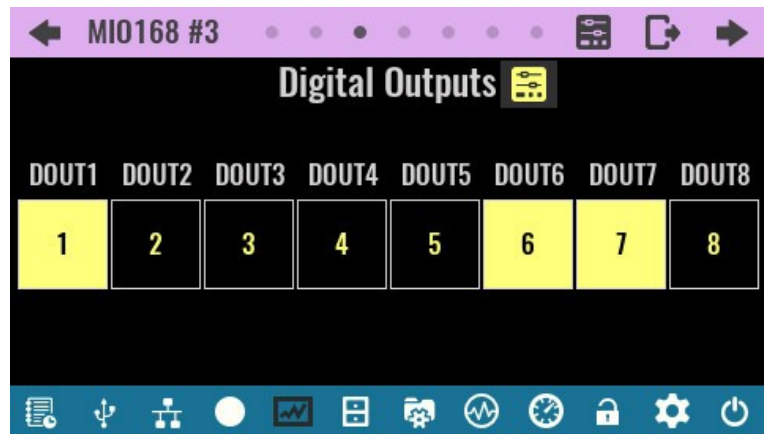 MIO168 #3
Digital Outputs
DOUT1 DOUT2 DOUT3 DOUT4 DOUT5 DOUT6 DOUT7 DOUT8
1 2 3 4 5 6 7 8